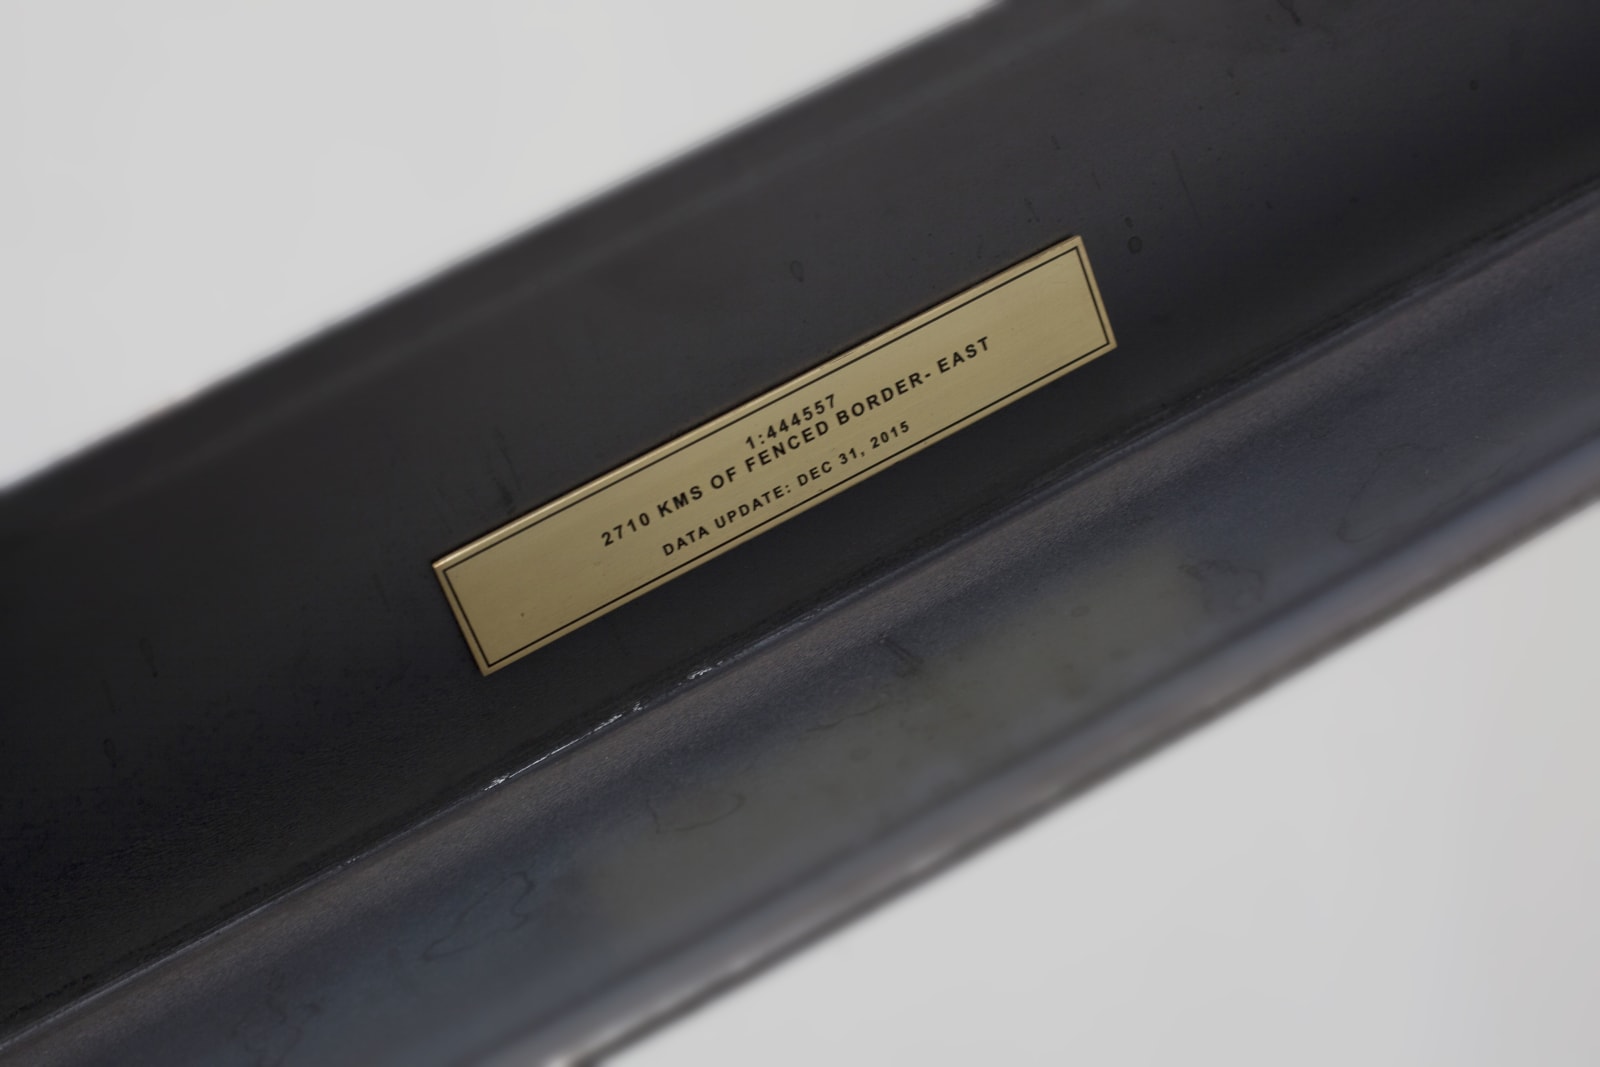 1:444557
2710 KMS OF FENCED BORDER- EAST
DATA UPDATE: DEC 31, 2015